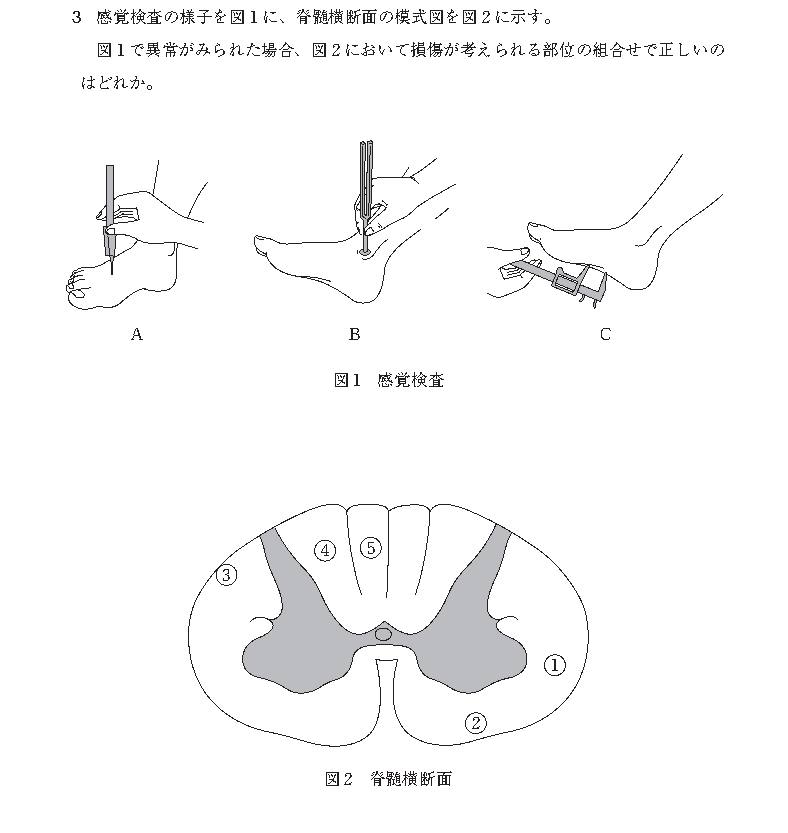 3 感覚検査の様子を図1に、脊髄横断面の模式図を図2に示す。
図1で異常がみられた場合、図2において損傷が考えられる部位の組合せで正しいの
はどれか。
A B C
図1 感覚検査
④ ⑤
③
①
②
図2 脊髄横断面